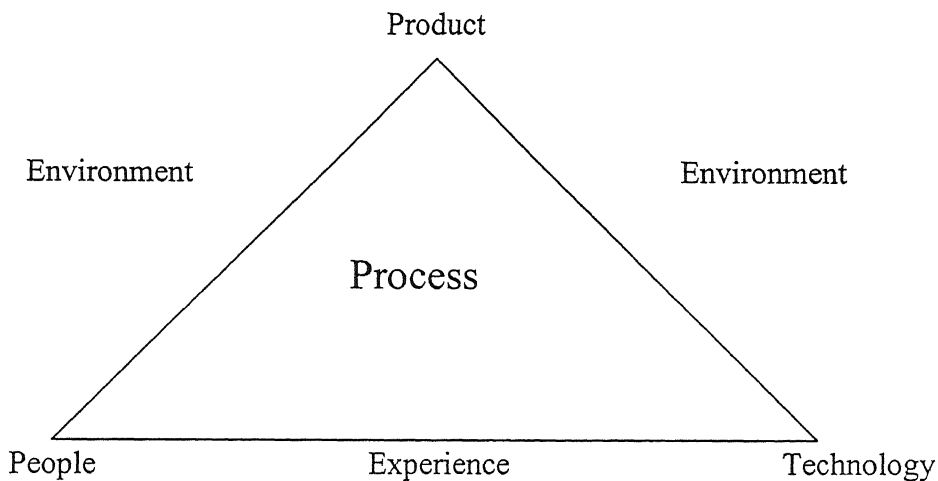 Product
Environment
Environment
Process
People
Experience
Technology